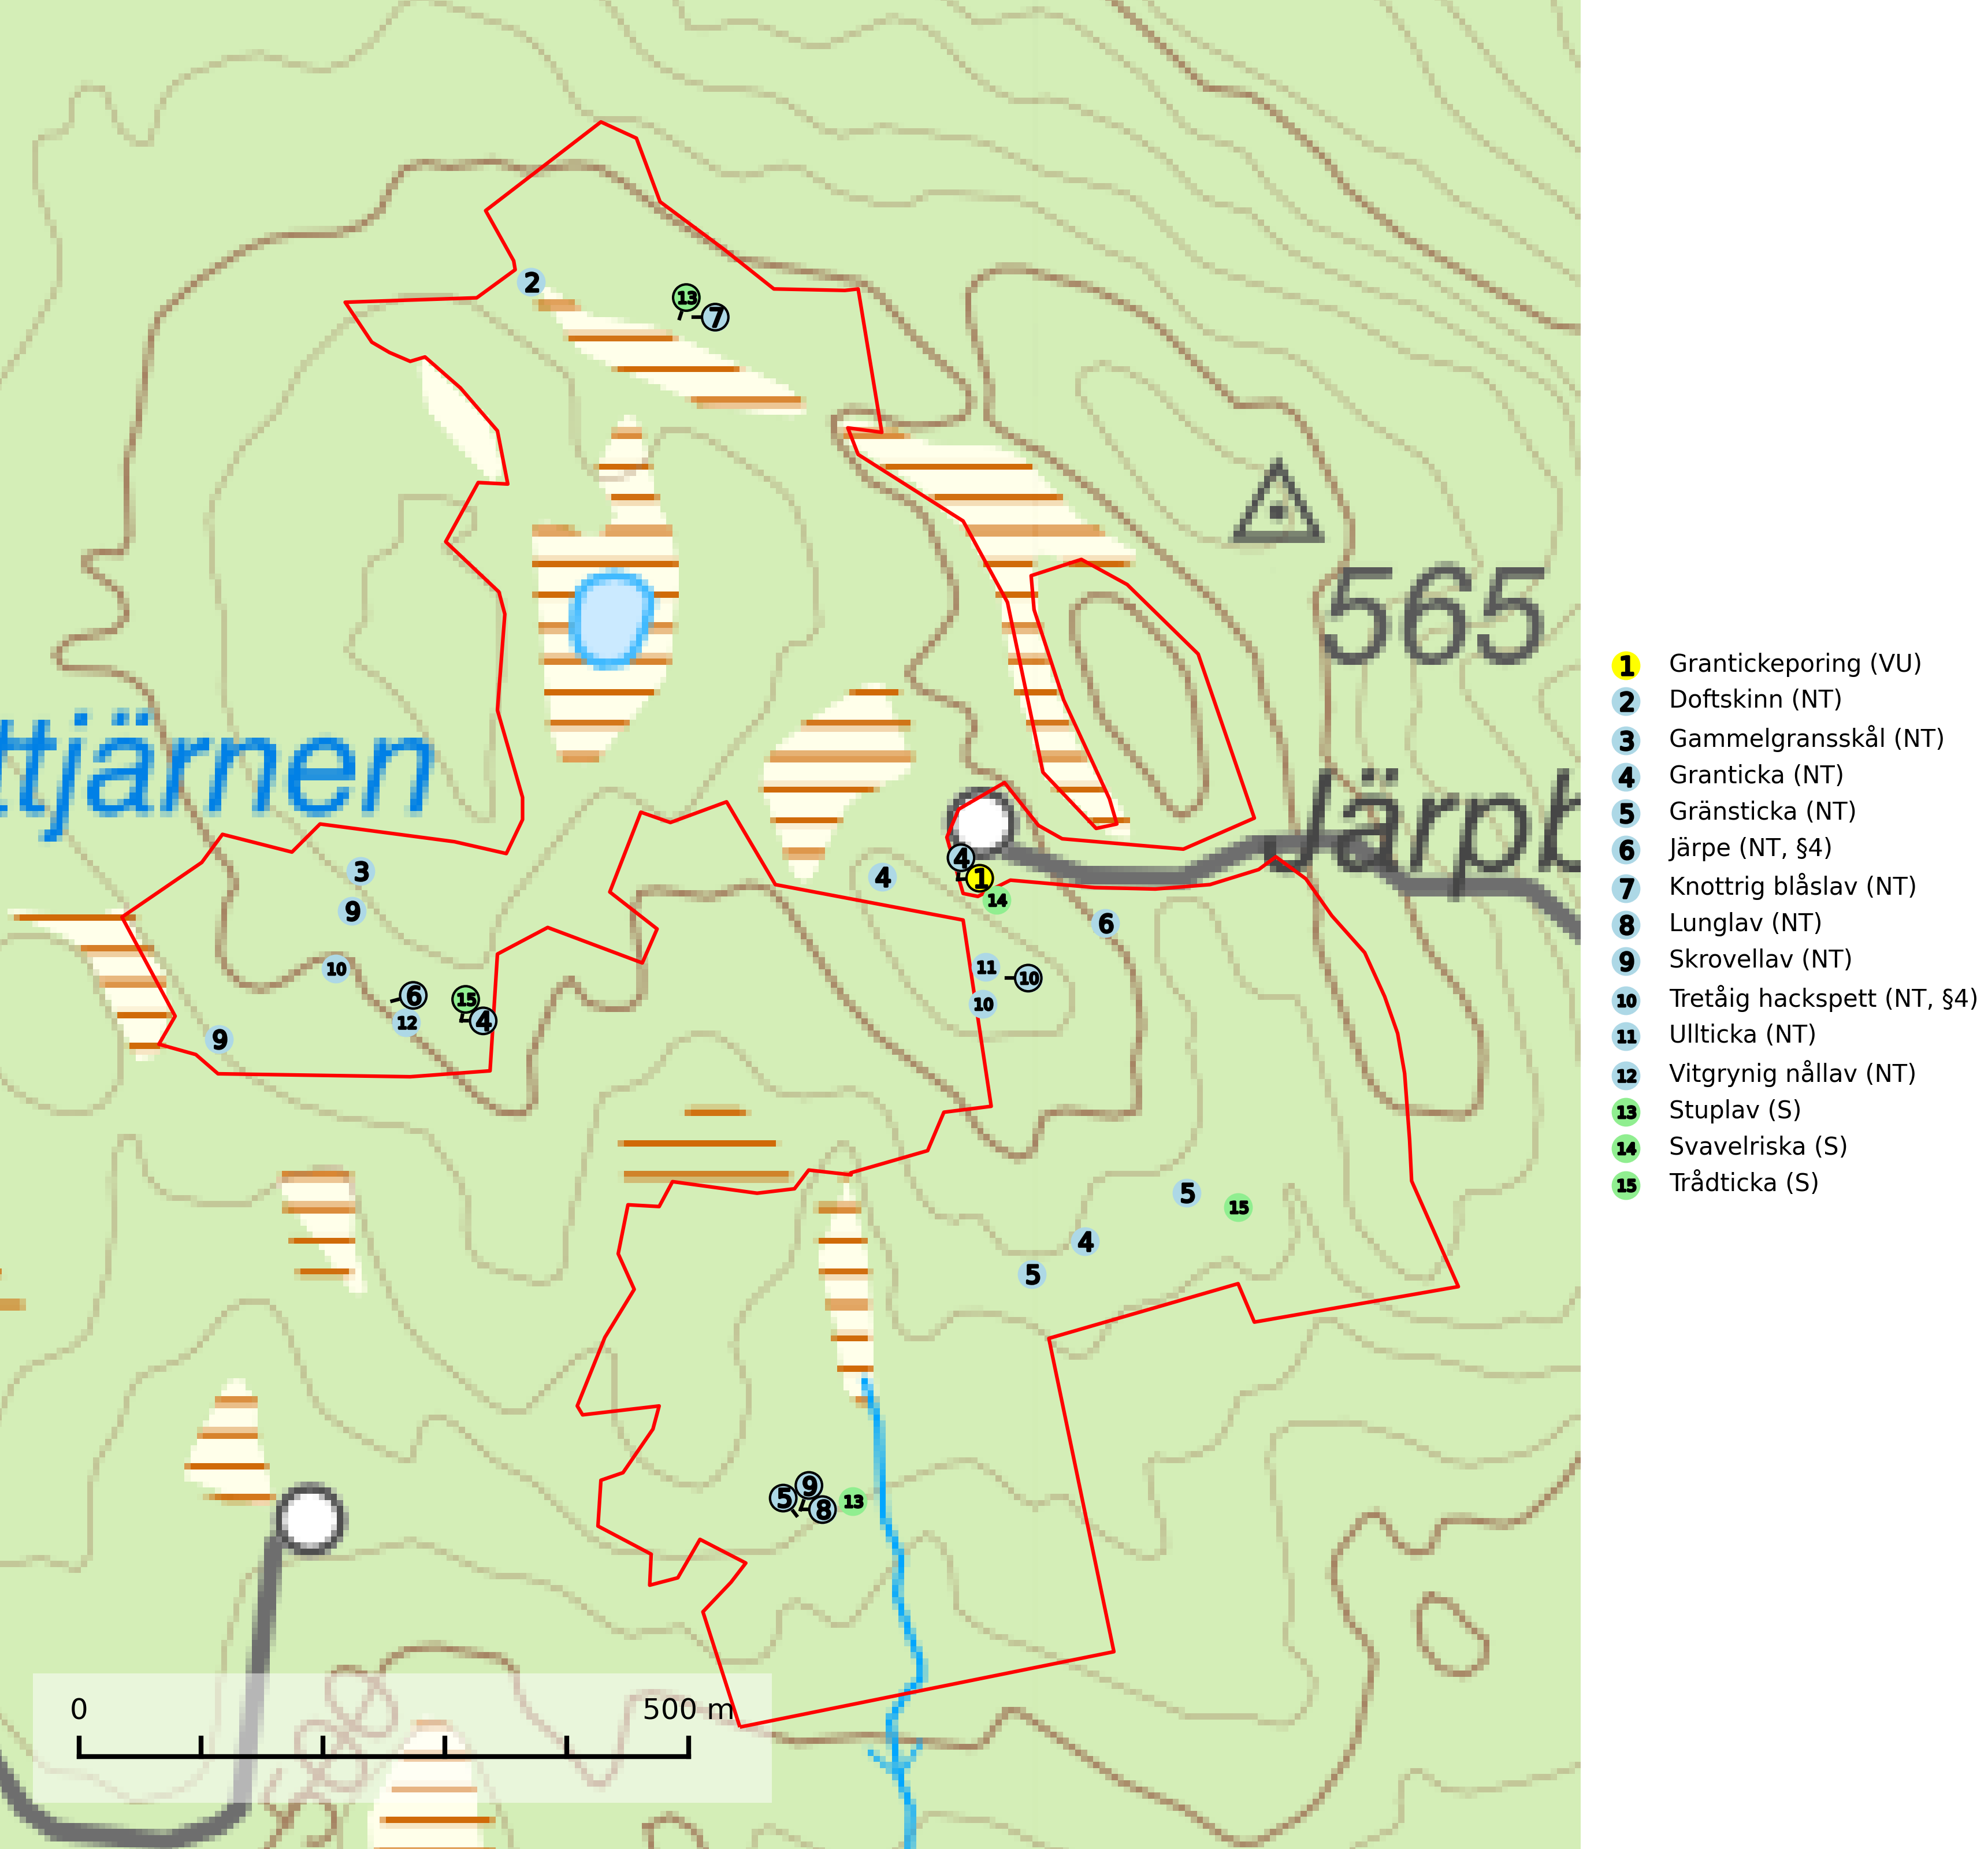 2
13
7
565
ttjärnen
Järpb
4
1
4
14
3
6
9
11
10
10
10
6
15
12
4
9
5
15
4
5
9
5
8
13
0 500 m
1 Grantickeporing (VU)
2 Doftskinn (NT)
3 Gammelgransskål (NT)
4 Granticka (NT)
5 Gränsticka (NT)
6 Järpe (NT, §4)
7 Knottrig blåslav (NT)
8 Lunglav (NT)
9 Skrovellav (NT)
10 Tretåig hackspett (NT, §4)
11 Ullticka (NT)
12 Vitgrynig nållav (NT)
13 Stuplav (S)
14 Svavelriska (S)
15 Trådticka (S)